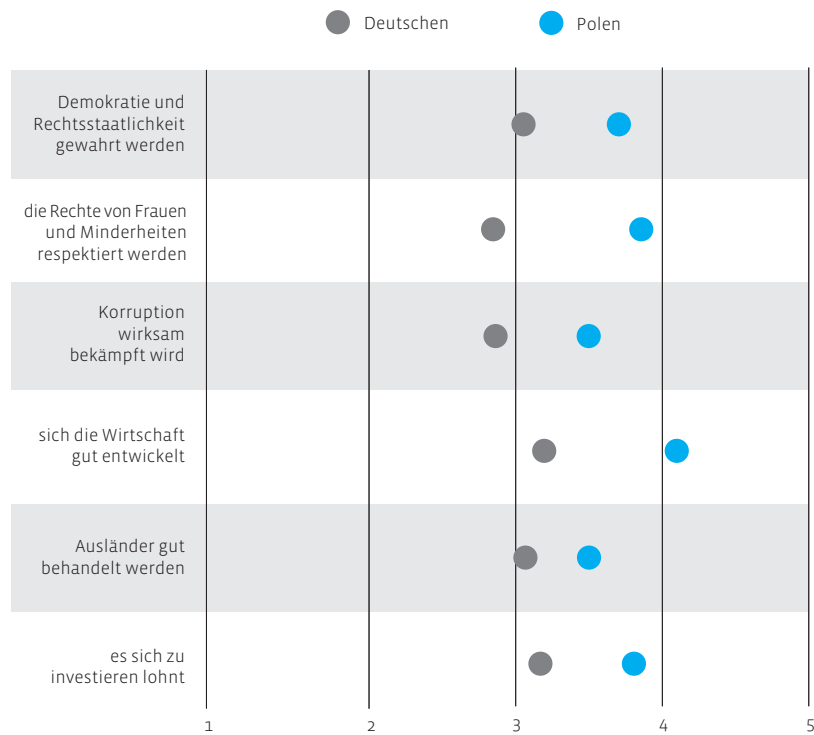 Deutschen
Polen
Demokratie und
Rechtsstaatlichkeit
gewahrt werden
die Rechte von Frauen
und Minderheiten
respektiert werden
Korruption
wirksam
bekämpft wird
sich die Wirtschaft
gut entwickelt
Ausländer gut
behandelt werden
es sich zu
investieren lohnt
1
2
3
4
5